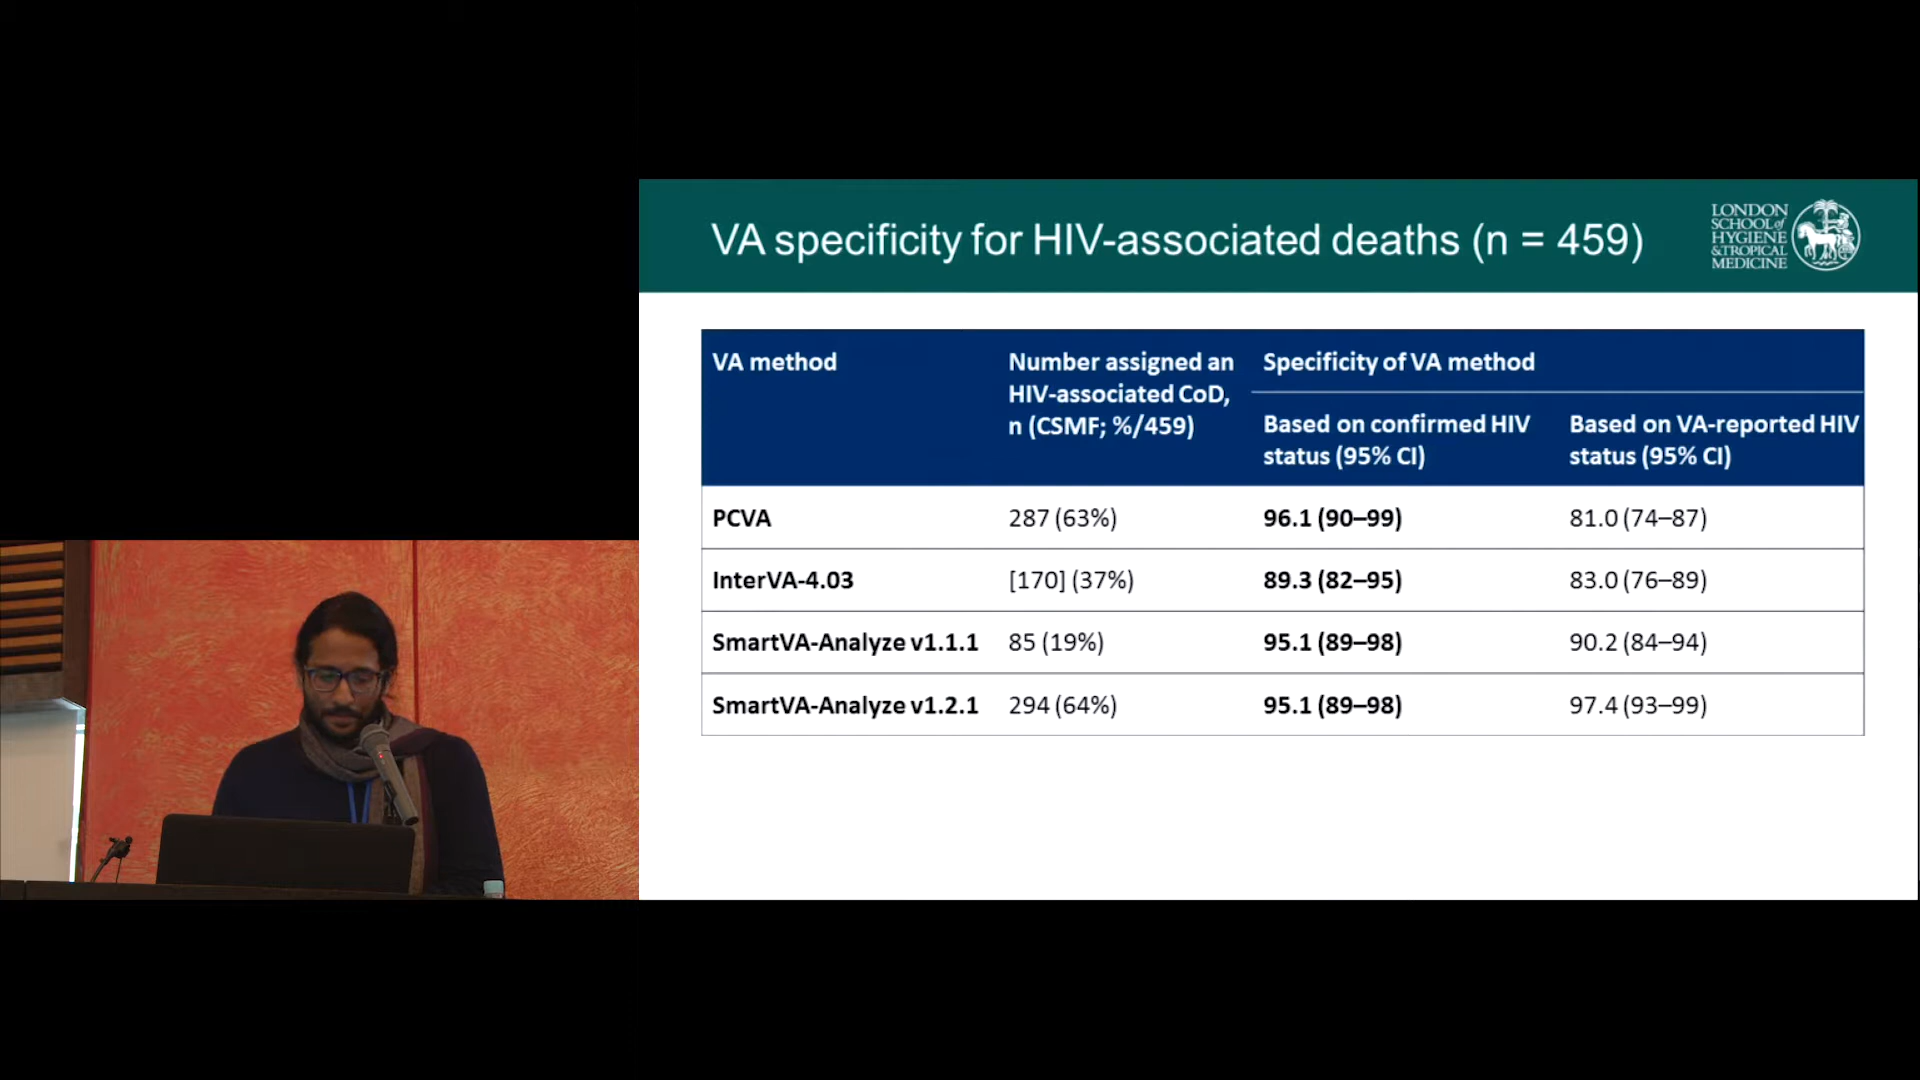 VA specificity for HIV-associated deaths (n = 459)
LONDON
SCHOOL of
HYGIENE
& TROPICAL
MEDICINE
VA method
Number assigned an
HIV-associated CoD,
n (CSMF; %/459)
Specificity of VA method
Based on confirmed HIV
status (95% CI)
Based on VA-reported HIV
status (95% CI)
PCVA 287 (63%) 96.1 (90–99) 81.0 (74–87)
InterVA-4.03 [170] (37%) 89.3 (82–95) 83.0 (76–89)
SmartVA-Analyze v1.1.1 85 (19%) 95.1 (89–98) 90.2 (84–94)
SmartVA-Analyze v1.2.1 294 (64%) 95.1 (89–98) 97.4 (93–99)